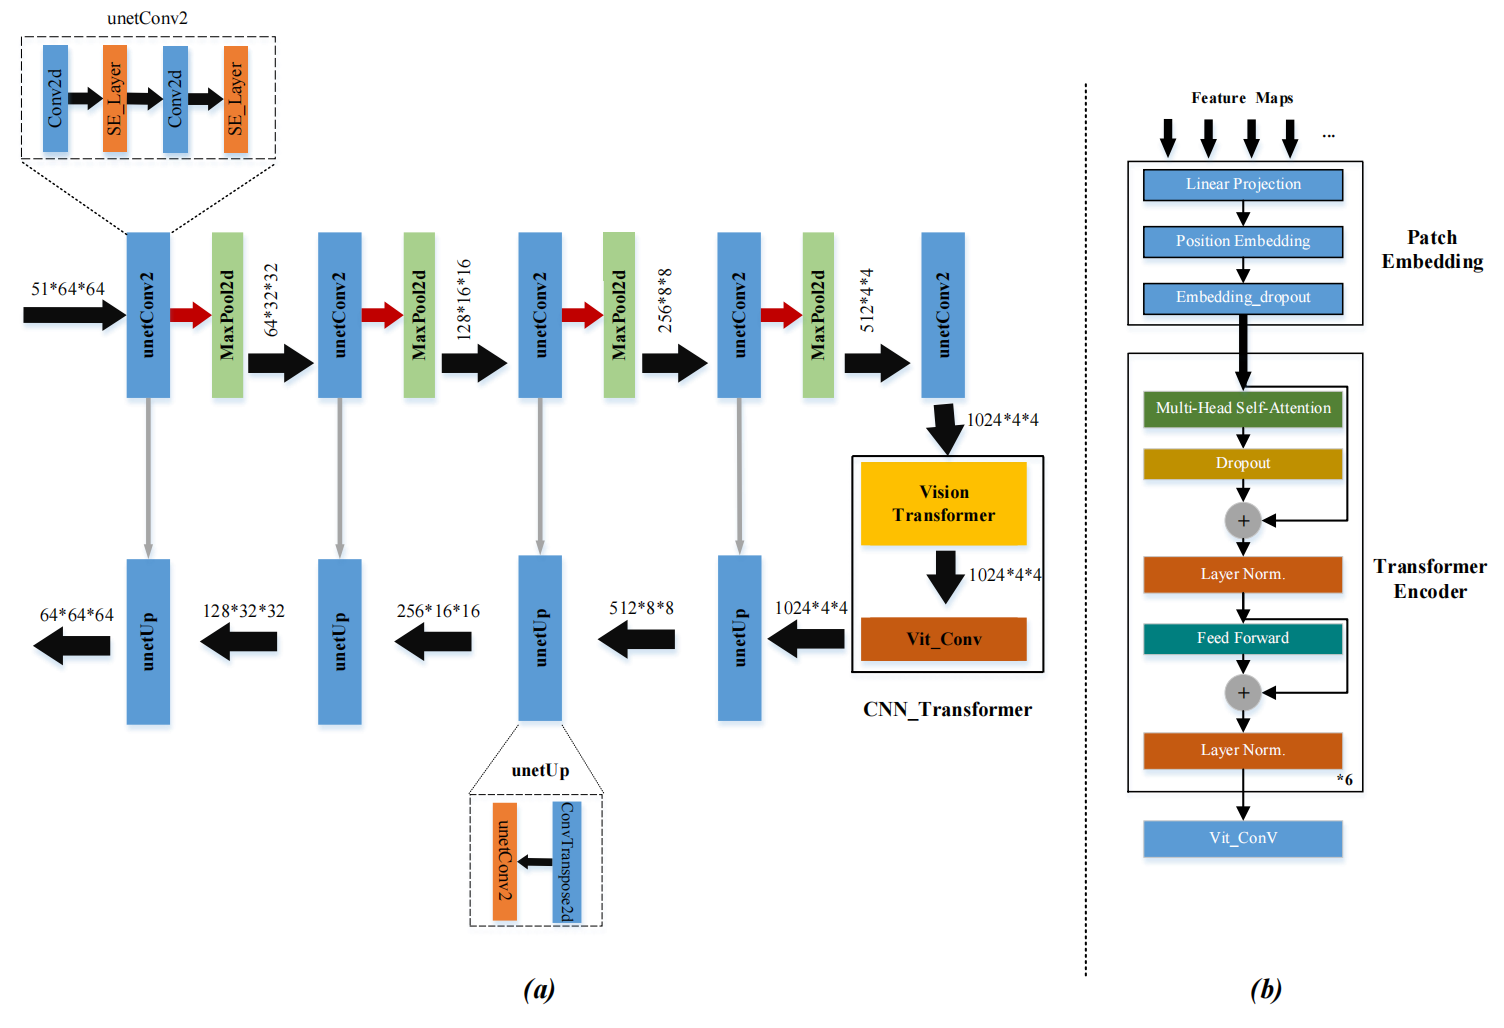 unetConv2
Conv2d
SE_Layer
Conv2d
SE_Layer
51*64*64
unetConv2
MaxPool2d
64*32*32
unetConv2
MaxPool2d
128*16*16
unetConv2
MaxPool2d
256*8*8
unetConv2
MaxPool2d
512*4*4
unetConv2
1024*4*4
Vision
Transformer
1024*4*4
Vit_Conv
CNN_Transformer
1024*4*4
unetUp
512*8*8
unetUp
256*16*16
unetUp
128*32*32
unetUp
64*64*64
unetUp
unetConv2
ConvTranspose2d
(a)
Feature Maps
...
Linear Projection
Position Embedding
Embedding_dropout
Patch
Embedding
Multi-Head Self-Attention
Dropout
+
Layer Norm.
Feed Forward
+
Layer Norm.
*6
Transformer
Encoder
Vit_ConV
(b)